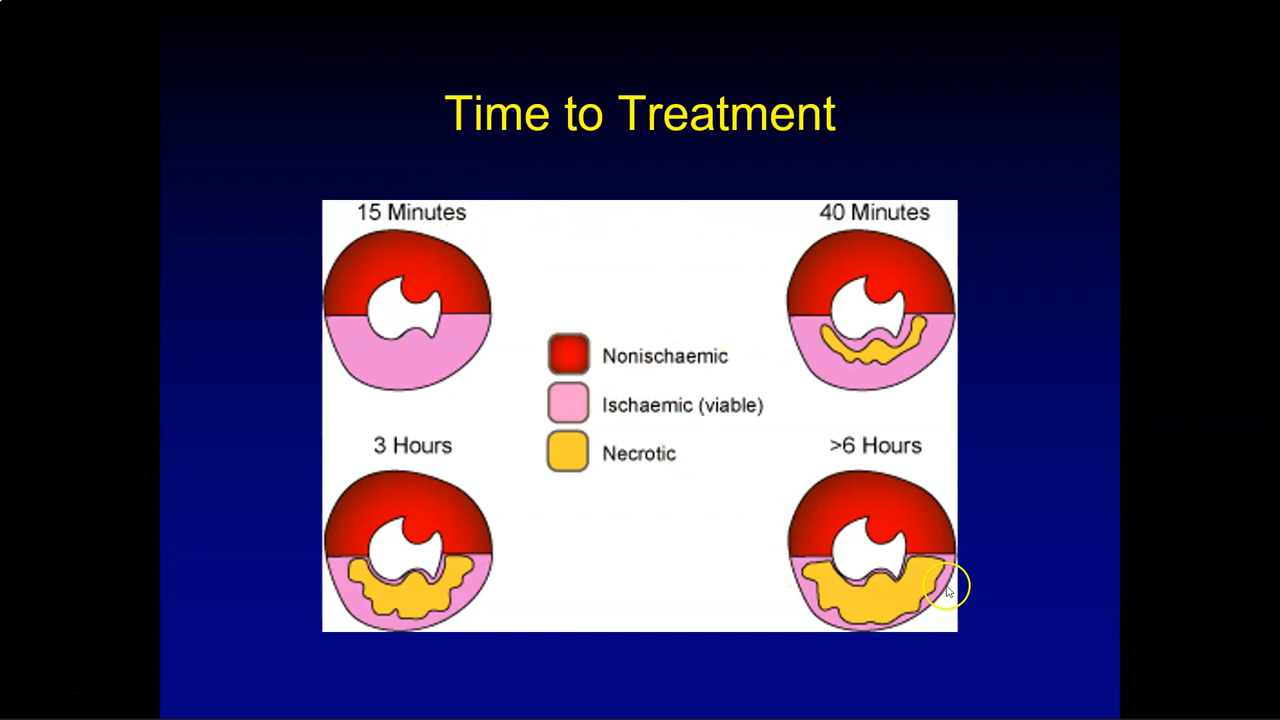 Time to Treatment
15 Minutes
40 Minutes
Nonischaemic
Ischaemic (viable)
Necrotic
3 Hours
>6 Hours